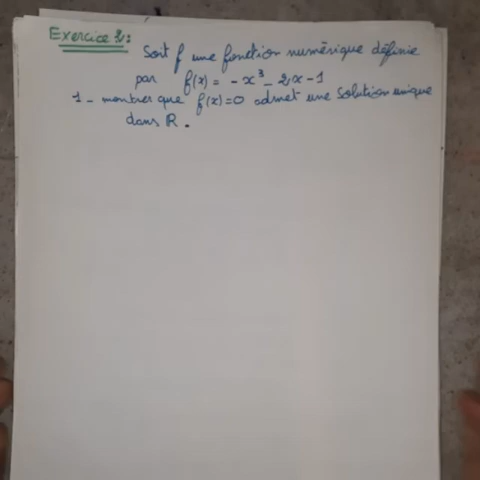 Exercice 2:
Soit f une fonction numérique définie
par f(x) = -x³ - 2x - 1
1 - montrer que f(x)=0 admet une solution unique
dans ℝ.